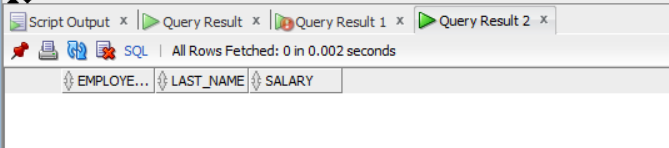 Script Output x Query Result x Query Result 1 x Query Result 2 x
SQL | All Rows Fetched: 0 in 0.002 seconds
EMPLOYE... LAST_NAME SALARY